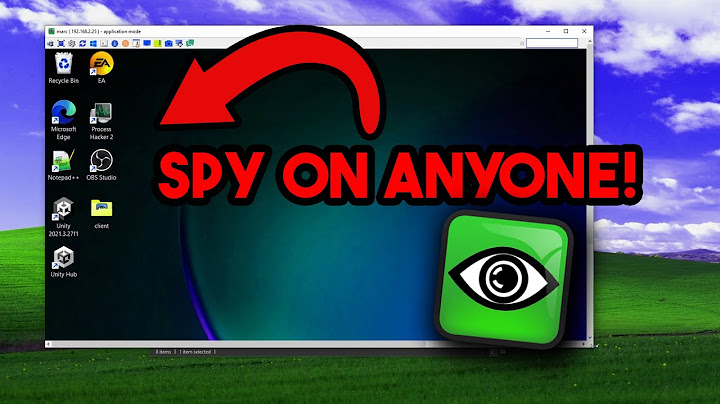 marc ( 192.168.2.25 ) - application mode
Recycle Bin
EA
Microsoft Edge
Process Hacker 2
Notepad++
OBS Studio
Unity 2021.3.27f1
client
Unity Hub
SPY ON ANYONE!
8 items
1 item selected